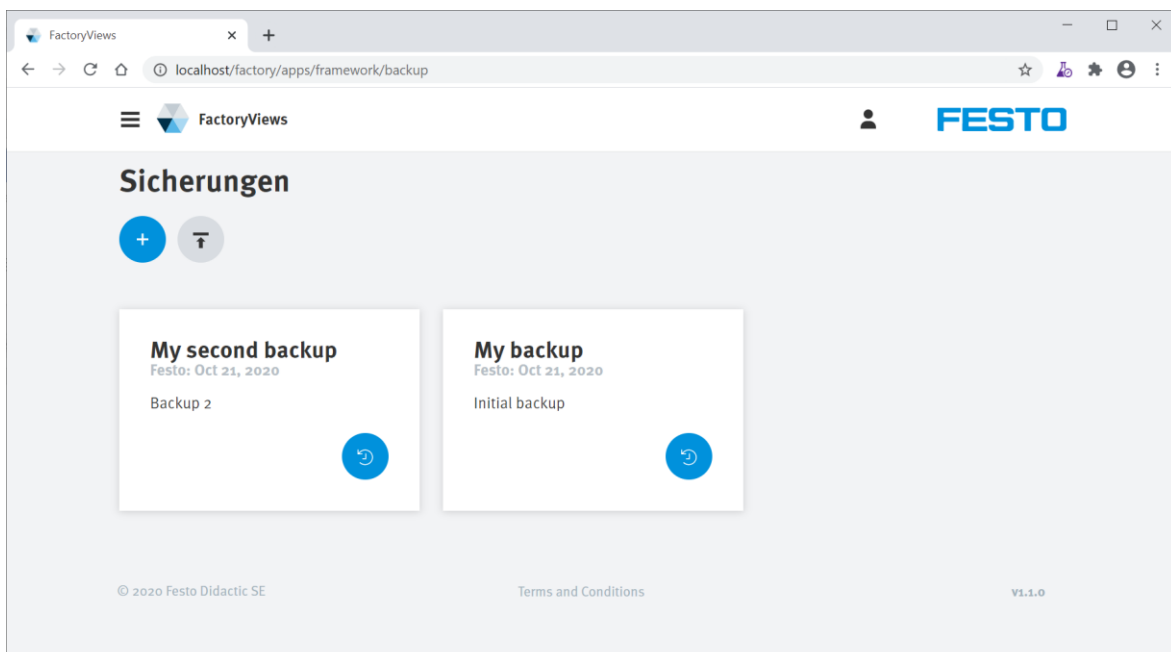 FactoryViews
localhost/factory/apps/framework/backup
FactoryViews
FESTO
Sicherungen
My second backup
Festo: Oct 21, 2020
Backup 2
My backup
Festo: Oct 21, 2020
Initial backup
© 2020 Festo Didactic SE
Terms and Conditions
v1.1.0